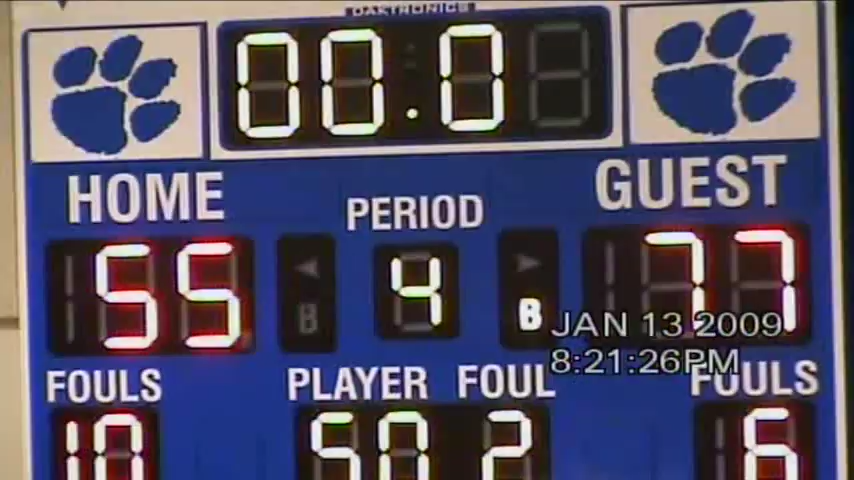 DAKTRONICS
00:0
HOME
PERIOD
GUEST
55
4
B
B
77
JAN 13 2009
8:21:26PM
FOULS
PLAYER FOUL
FOULS
10
50
2
6